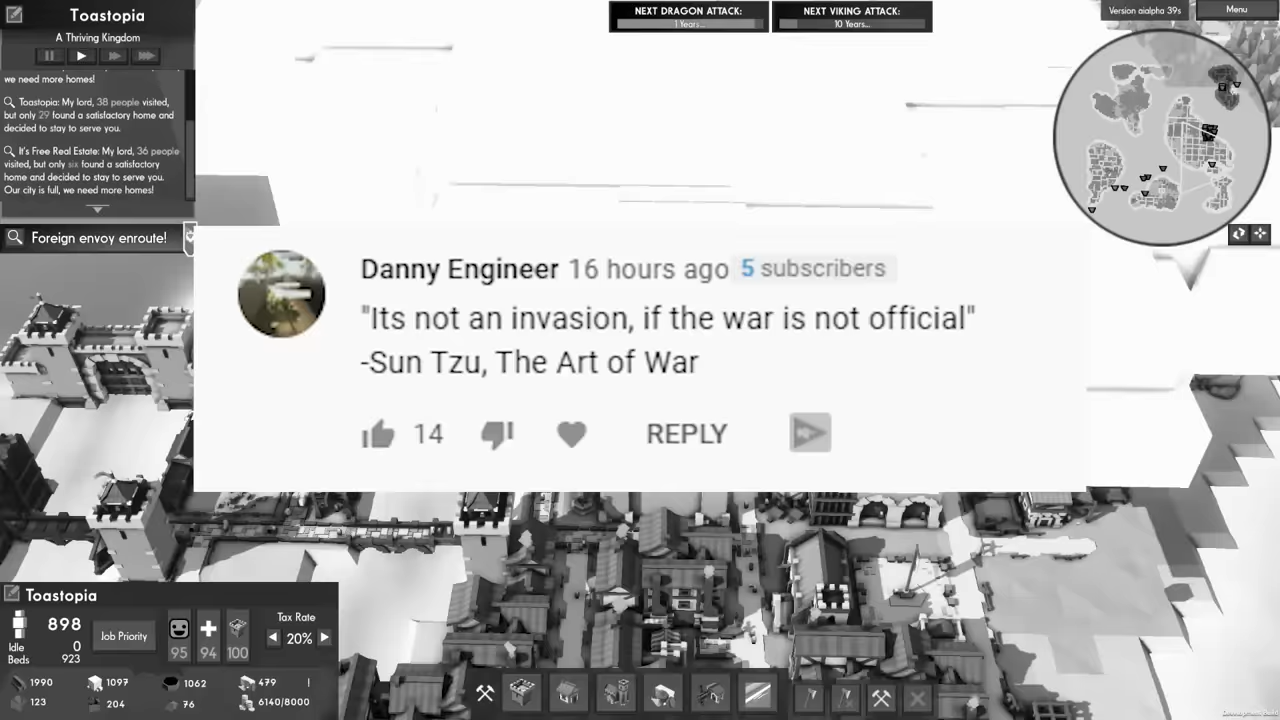 Toastopia
A Thriving Kingdom
we need more homes!
Toastopia: My lord, 38 people visited,
but only 29 found a satisfactory home and
decided to stay to serve you.
It's Free Real Estate: My lord, 36 people
visited, but only six found a satisfactory
home and decided to stay to serve you.
Our city is full, we need more homes!
Foreign envoy enroute!
NEXT DRAGON ATTACK:
1 Years...
NEXT VIKING ATTACK:
10 Years...
Version aialpha 39s
Menu
Danny Engineer 16 hours ago 5 subscribers
"Its not an invasion, if the war is not official"
-Sun Tzu, The Art of War
14 REPLY
Toastopia
898
Idle 0
Beds 923
Job Priority
95 94 100
Tax Rate
20%
1990 1097 1062 479
123 204 76 6140/8000
Development Build